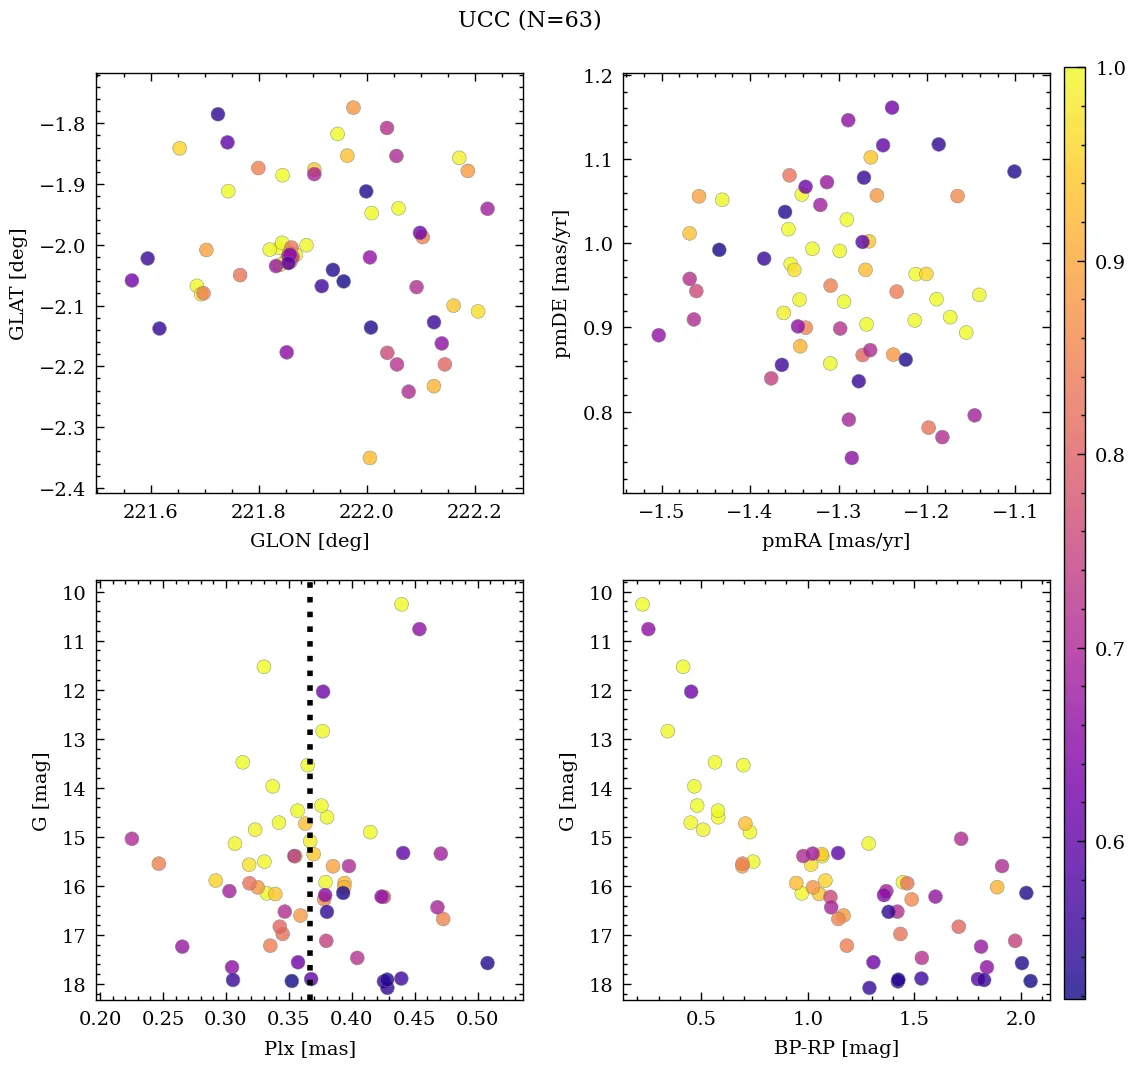 UCC (N=63)
−1.8
−1.9
−2.0
−2.1
−2.2
−2.3
−2.4
GLAT [deg]
221.6 221.8 222.0 222.2
GLON [deg]
1.2
1.1
1.0
0.9
0.8
pmDE [mas/yr]
−1.5 −1.4 −1.3 −1.2 −1.1
pmRA [mas/yr]
10
11
12
13
14
15
16
17
18
G [mag]
0.20 0.25 0.30 0.35 0.40 0.45 0.50
Plx [mas]
10
11
12
13
14
15
16
17
18
G [mag]
0.5 1.0 1.5 2.0
BP-RP [mag]
1.0
0.9
0.8
0.7
0.6